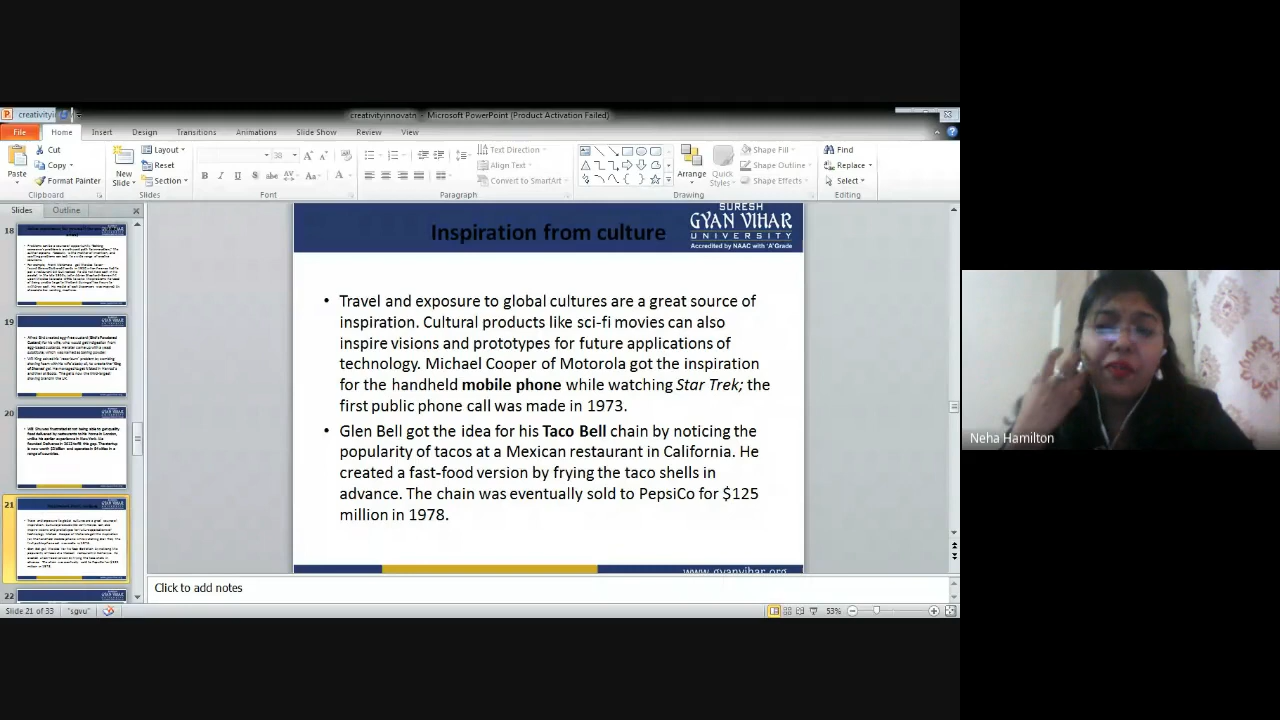 creativityinnovatn - Microsoft PowerPoint (Product Activation Failed)
File Home Insert Design Transitions Animations Slide Show Review View
Paste Cut Copy Format Painter
Clipboard
New Slide Layout Reset Section
Slides
38
Font
Text Direction Align Text Convert to SmartArt
Paragraph
Arrange Quick Styles Shape Fill Shape Outline Shape Effects
Drawing
Find Replace Select
Editing
Slides Outline
18
19
20
21
22
Inspiration from culture
SURESH
GYAN VIHAR
UNIVERSITY
Accredited by NAAC with 'A' Grade
• Travel and exposure to global cultures are a great source of
inspiration. Cultural products like sci-fi movies can also
inspire visions and prototypes for future applications of
technology. Michael Cooper of Motorola got the inspiration
for the handheld mobile phone while watching Star Trek; the
first public phone call was made in 1973.
• Glen Bell got the idea for his Taco Bell chain by noticing the
popularity of tacos at a Mexican restaurant in California. He
created a fast-food version by frying the taco shells in
advance. The chain was eventually sold to PepsiCo for $125
million in 1978.
www.gyanvihar.org
Click to add notes
Slide 21 of 33 "sgvu" 53%
Neha Hamilton